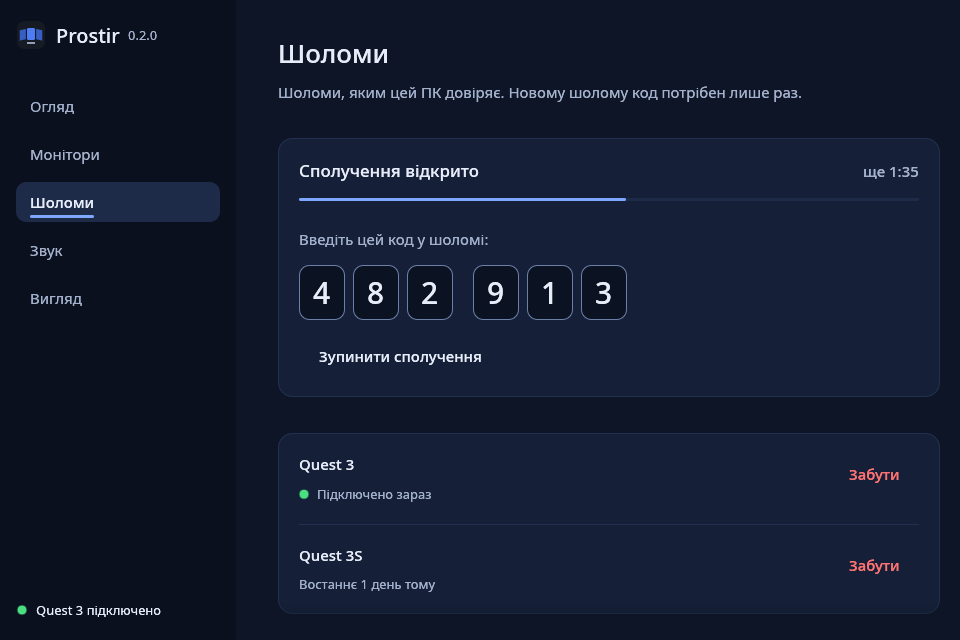 Prostir 0.2.0
Огляд
Монітори
Шоломи
Звук
Вигляд
Quest 3 підключено
Шоломи
Шоломи, яким цей ПК довіряє. Новому шолому код потрібен лише раз.
Сполучення відкрито
ще 1:35
Введіть цей код у шоломі:
4 8 2 9 1 3
Зупинити сполучення
Quest 3
Підключено зараз
Забути
Quest 3S
Востаннє 1 день тому
Забути